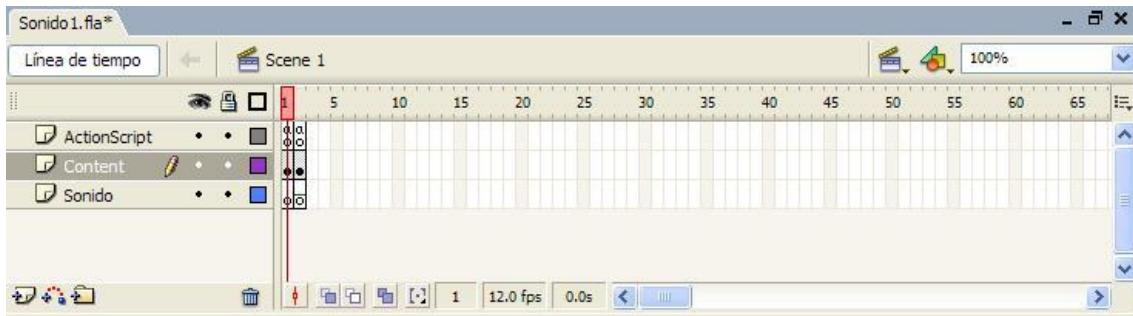 Sonido1.fla*
Línea de tiempo Scene 1 100%
1 5 10 15 20 25 30 35 40 45 50 55 60 65
ActionScript
a a
Content
Sonido
1 12.0 fps 0.0s